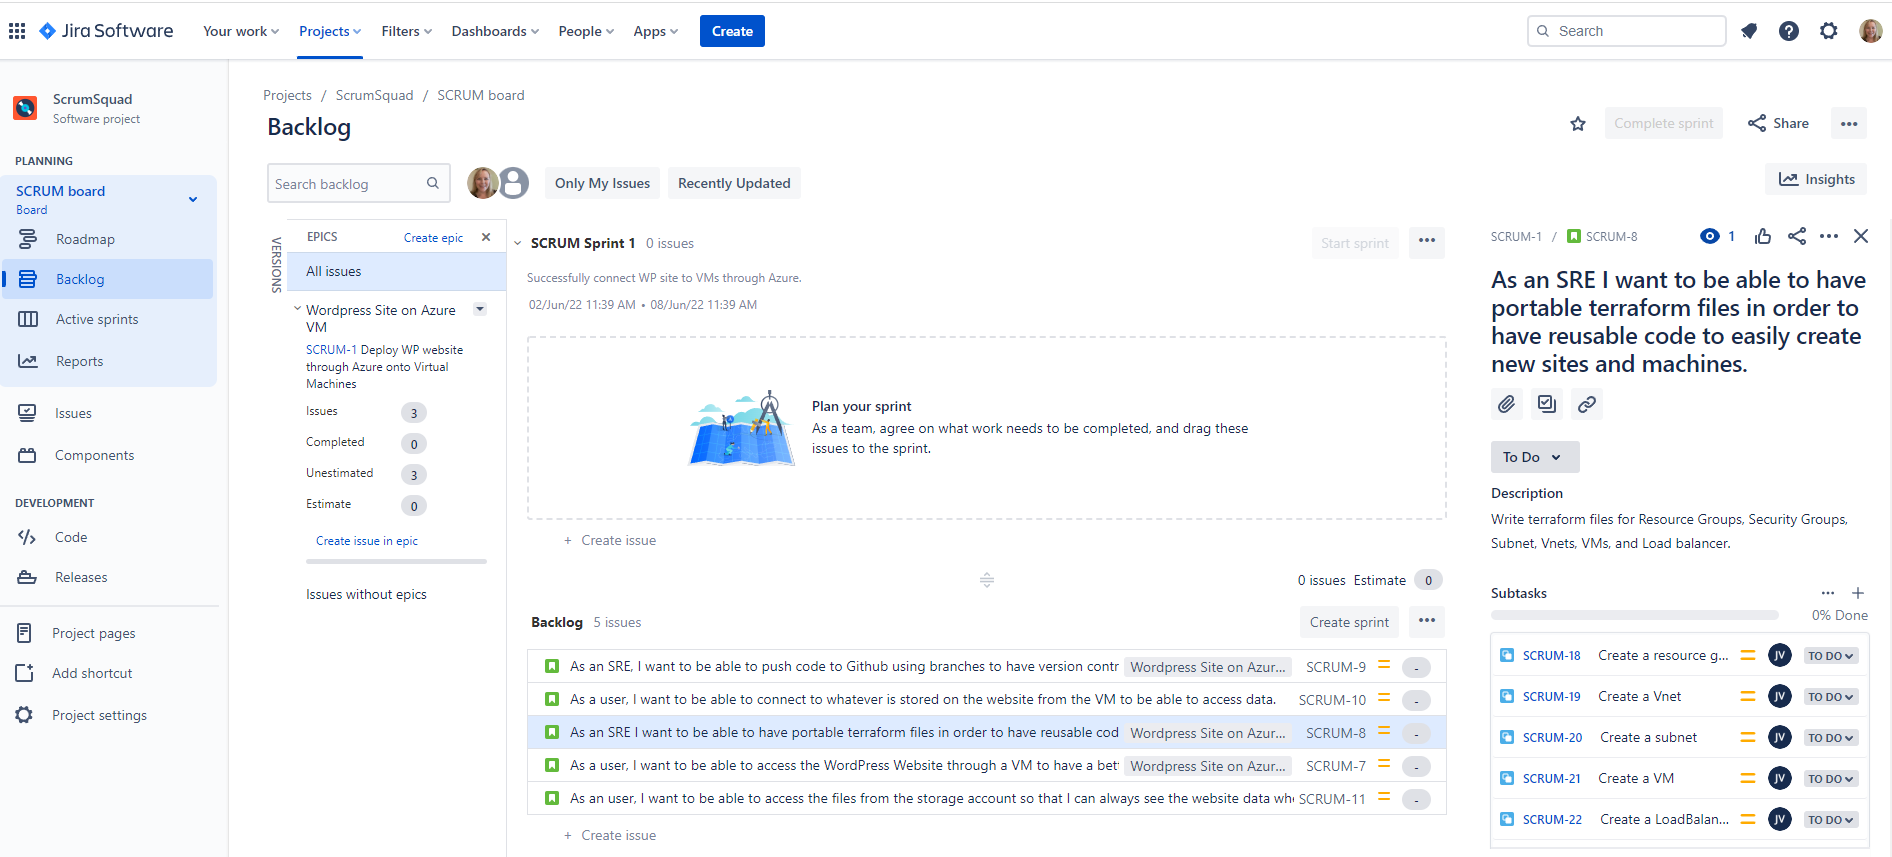 Jira Software
Your work
Projects
Filters
Dashboards
People
Apps
Create
Search
ScrumSquad
Software project
PLANNING
SCRUM board
Board
Roadmap
Backlog
Active sprints
Reports
Issues
Components
DEVELOPMENT
Code
Releases
Project pages
Add shortcut
Project settings
Projects / ScrumSquad / SCRUM board
Backlog
Complete sprint
Share
Search backlog
Only My Issues
Recently Updated
Insights
VERSIONS
EPICS
Create epic
All issues
Wordpress Site on Azure
VM
SCRUM-1 Deploy WP website
through Azure onto Virtual
Machines
Issues 3
Completed 0
Unestimated 3
Estimate 0
Create issue in epic
Issues without epics
SCRUM Sprint 1 0 issues
Start sprint
Successfully connect WP site to VMs through Azure.
02/Jun/22 11:39 AM • 08/Jun/22 11:39 AM
Plan your sprint
As a team, agree on what work needs to be completed, and drag these
issues to the sprint.
+ Create issue
0 issues Estimate 0
Backlog 5 issues
Create sprint
As an SRE, I want to be able to push code to Github using branches to have version contr Wordpress Site on Azur... SCRUM-9 -
As a user, I want to be able to connect to whatever is stored on the website from the VM to be able to access data. SCRUM-10 -
As an SRE I want to be able to have portable terraform files in order to have reusable cod Wordpress Site on Azur... SCRUM-8 -
As a user, I want to be able to access the WordPress Website through a VM to have a bett Wordpress Site on Azur... SCRUM-7 -
As an user, I want to be able to access the files from the storage account so that I can always see the website data whe SCRUM-11 -
+ Create issue
SCRUM-1 / SCRUM-8
1
As an SRE I want to be able to have
portable terraform files in order to
have reusable code to easily create
new sites and machines.
To Do
Description
Write terraform files for Resource Groups, Security Groups,
Subnet, Vnets, VMs, and Load balancer.
Subtasks
0% Done
SCRUM-18 Create a resource g... JV TO DO
SCRUM-19 Create a Vnet JV TO DO
SCRUM-20 Create a subnet JV TO DO
SCRUM-21 Create a VM JV TO DO
SCRUM-22 Create a LoadBalan... JV TO DO